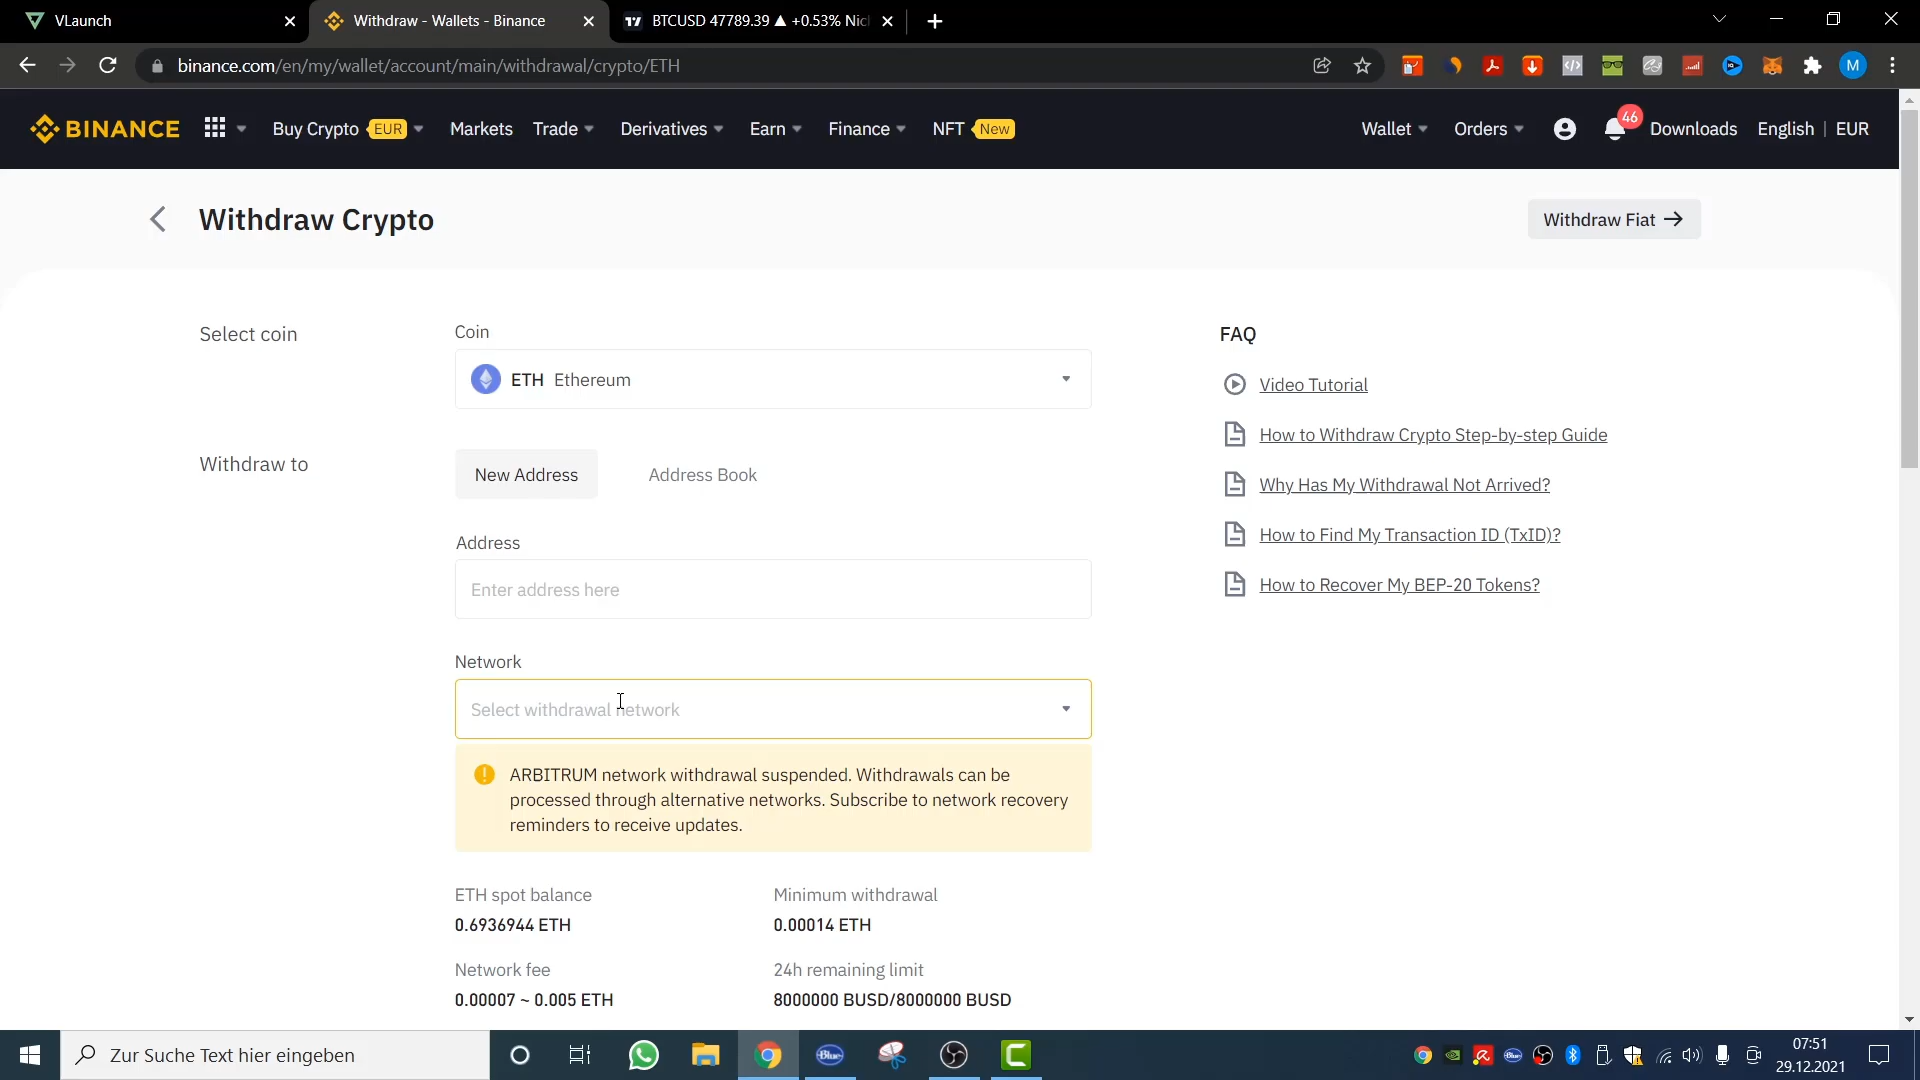 VLaunch
Withdraw - Wallets - Binance
BTCUSD 47789.39 ▲ +0.53% Nic
binance.com/en/my/wallet/account/main/withdrawal/crypto/ETH
M
BINANCE
Buy Crypto EUR
Markets
Trade
Derivatives
Earn
Finance
NFT New
Wallet
Orders
46
Downloads
English | EUR
Withdraw Crypto
Withdraw Fiat →
Select coin
Coin
ETH Ethereum
Withdraw to
New Address
Address Book
Address
Enter address here
Network
Select withdrawal network
ARBITRUM network withdrawal suspended. Withdrawals can be
processed through alternative networks. Subscribe to network recovery
reminders to receive updates.
ETH spot balance
0.6936944 ETH
Minimum withdrawal
0.00014 ETH
Network fee
0.00007 ~ 0.005 ETH
24h remaining limit
8000000 BUSD/8000000 BUSD
FAQ
Video Tutorial
How to Withdraw Crypto Step-by-step Guide
Why Has My Withdrawal Not Arrived?
How to Find My Transaction ID (TxID)?
How to Recover My BEP-20 Tokens?
Zur Suche Text hier eingeben
Blue
07:51
29.12.2021